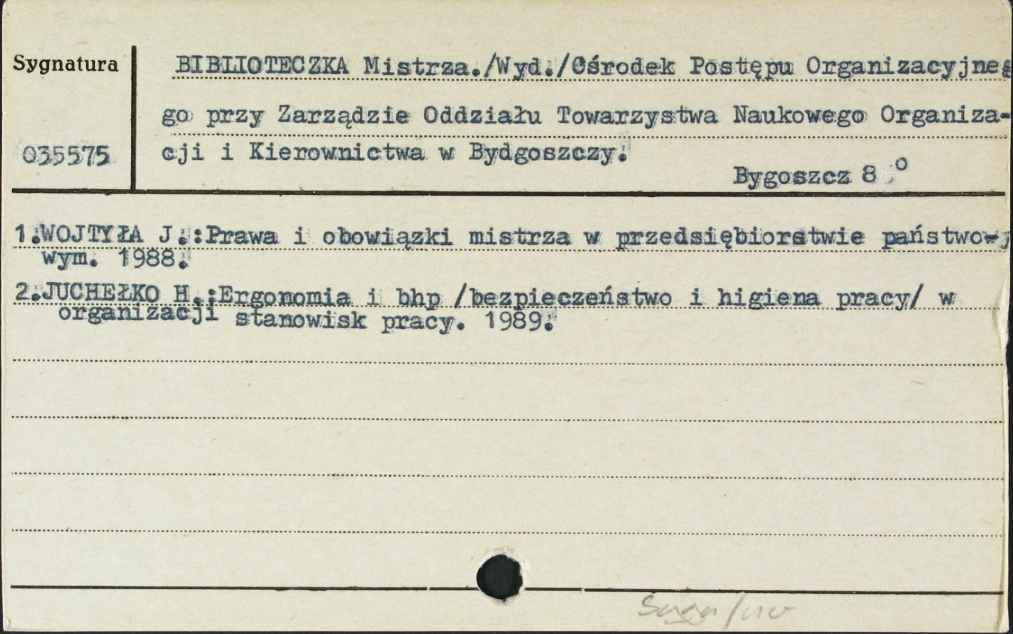 Sygnatura
BIBLIOTECZKA Mistrza./Wyd./Ośrodek Postępu Organizacyjneg
go przy Zarządzie Oddziału Towarzystwa Naukowego Organiza-
035575
cji i Kierownictwa w Bydgoszczy.
Bygoszcz 8 °
1.WOJTYŁA J.:Prawa i obowiązki mistrza w przedsiębiorstwie państwo-
wym. 1988.
2.JUCHEŁKO H.:Ergonomia i bhp /bezpieczeństwo i higiena pracy/ w
organizacji stanowisk pracy. 1989.